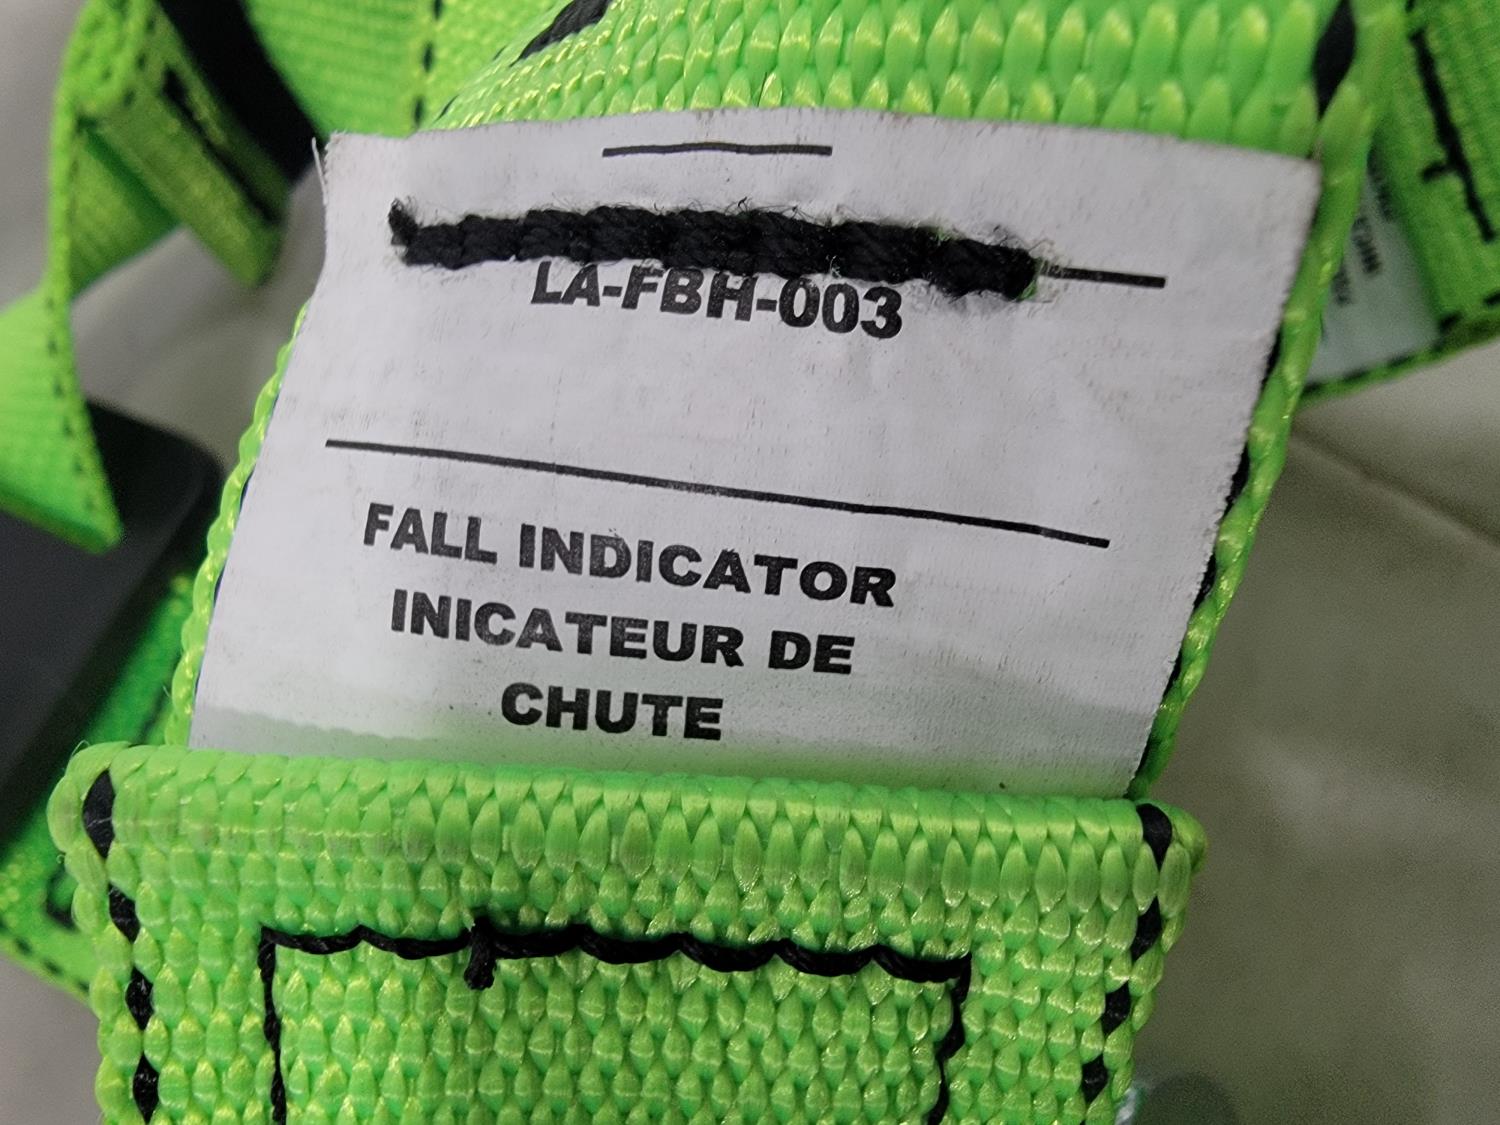 LA-FBH-003
FALL INDICATOR
INICATEUR DE
CHUTE